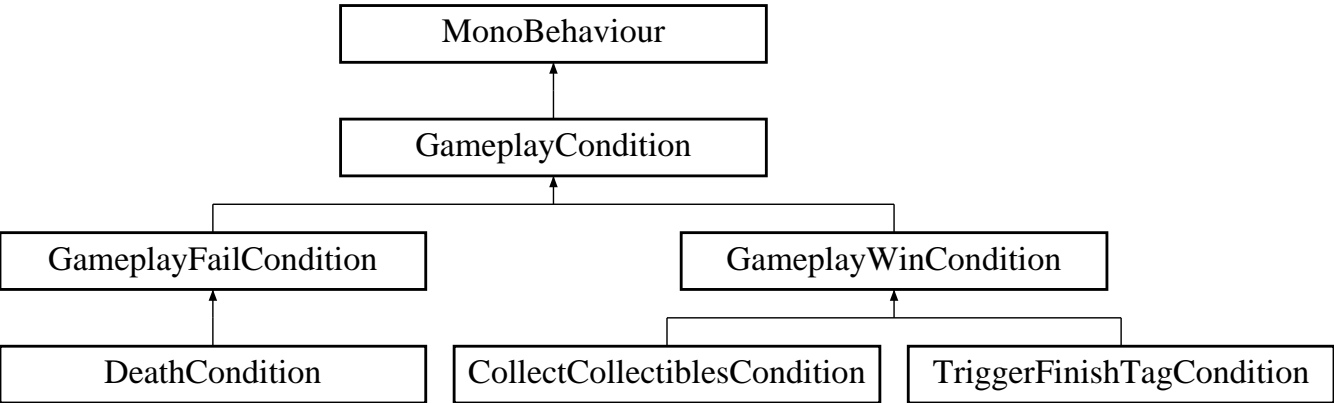 MonoBehaviour
GameplayCondition
GameplayFailCondition
GameplayWinCondition
DeathCondition
CollectCollectiblesCondition
TriggerFinishTagCondition